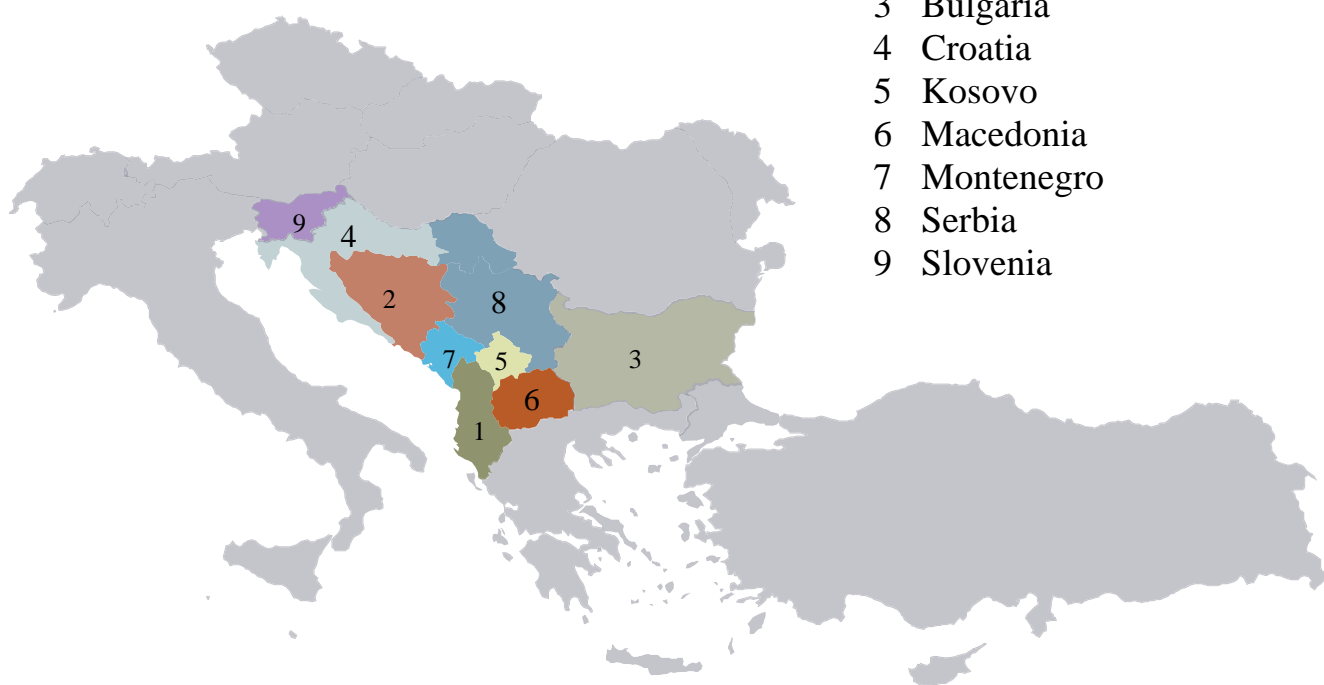 3 Bulgaria
4 Croatia
5 Kosovo
6 Macedonia
7 Montenegro
8 Serbia
9 Slovenia
9
4
2
8
7
5
3
6
1